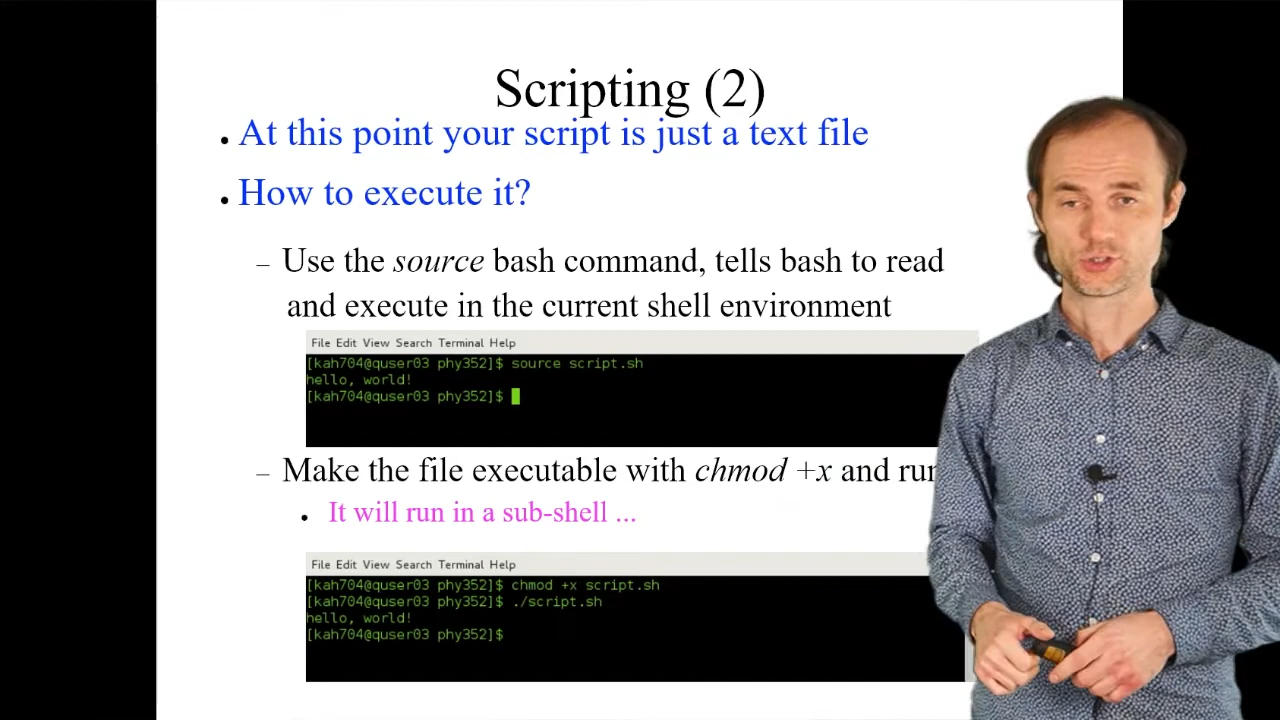 Scripting (2)
• At this point your script is just a text file
• How to execute it?
– Use the source bash command, tells bash to read
and execute in the current shell environment
File Edit View Search Terminal Help
[kah704@quser03 phy352]$ source script.sh
hello, world!
[kah704@quser03 phy352]$
– Make the file executable with chmod +x and run
• It will run in a sub-shell ...
File Edit View Search Terminal Help
[kah704@quser03 phy352]$ chmod +x script.sh
[kah704@quser03 phy352]$ ./script.sh
hello, world!
[kah704@quser03 phy352]$